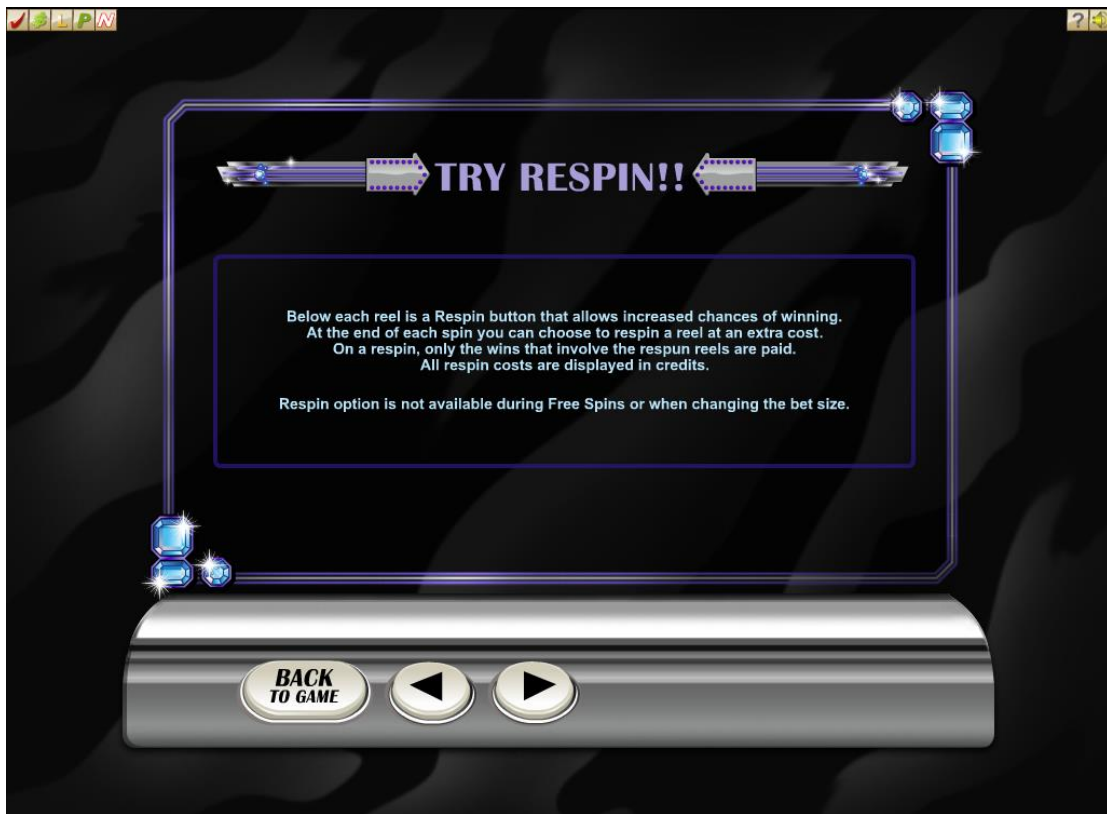 L P N
?
TRY RESPIN!!
Below each reel is a Respin button that allows increased chances of winning.
At the end of each spin you can choose to respin a reel at an extra cost.
On a respin, only the wins that involve the respun reels are paid.
All respin costs are displayed in credits.
Respin option is not available during Free Spins or when changing the bet size.
BACK
TO GAME